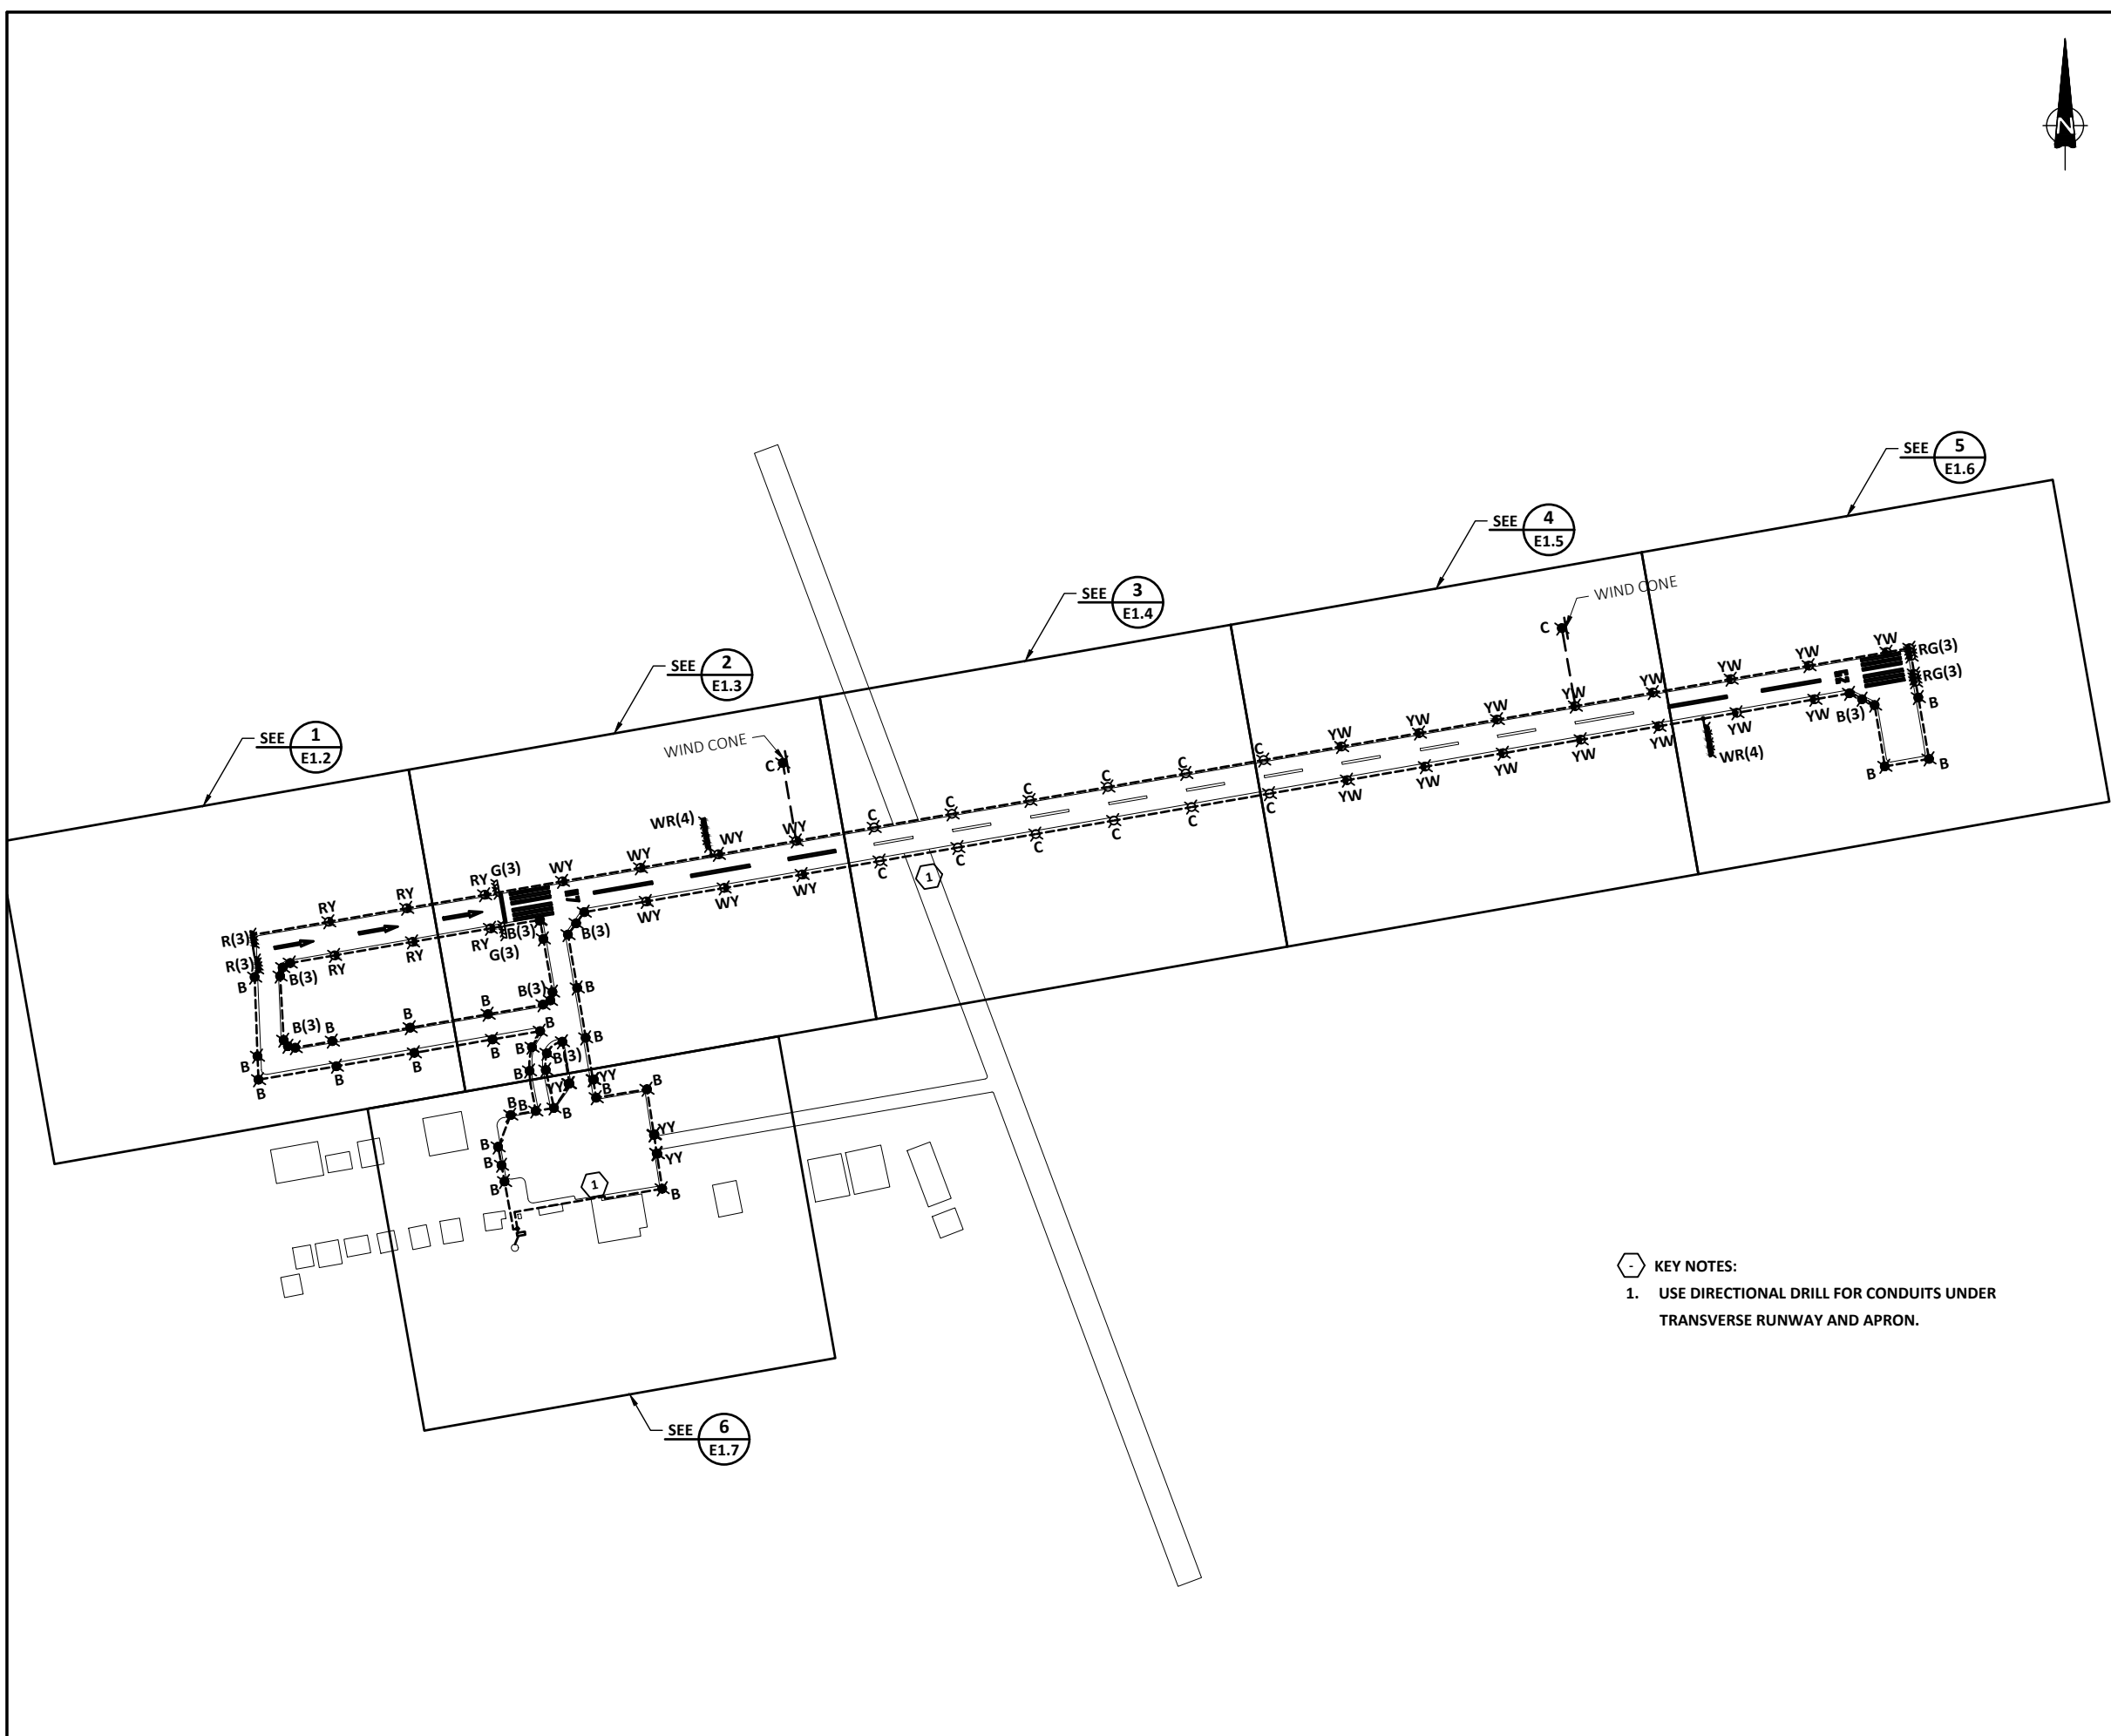 N
SEE 5
E1.6
SEE 4
E1.5
WIND CONE
C
SEE 3
E1.4
YW YW YW YW YW YW YW YW
RG(3)
RG(3)
B
YW YW YW YW YW YW YW B(3)
WR(4)
B B
SEE 2
E1.3
WIND CONE
C
SEE 1
E1.2
WR(4)
C C C C C C
C C C C C C
1
RY RY RY G(3) WY WY WY WY
R(3)
R(3)
B
B(3) RY RY RY G(3) B(3) B(3) WY WY WY
B(3) B B B B(3) B
B B B B B B B
B B(3) B
B YY YY B B
B B B
YY
YY
B
B
B
1
B
SEE 6
E1.7
- KEY NOTES:
1. USE DIRECTIONAL DRILL FOR CONDUITS UNDER
TRANSVERSE RUNWAY AND APRON.